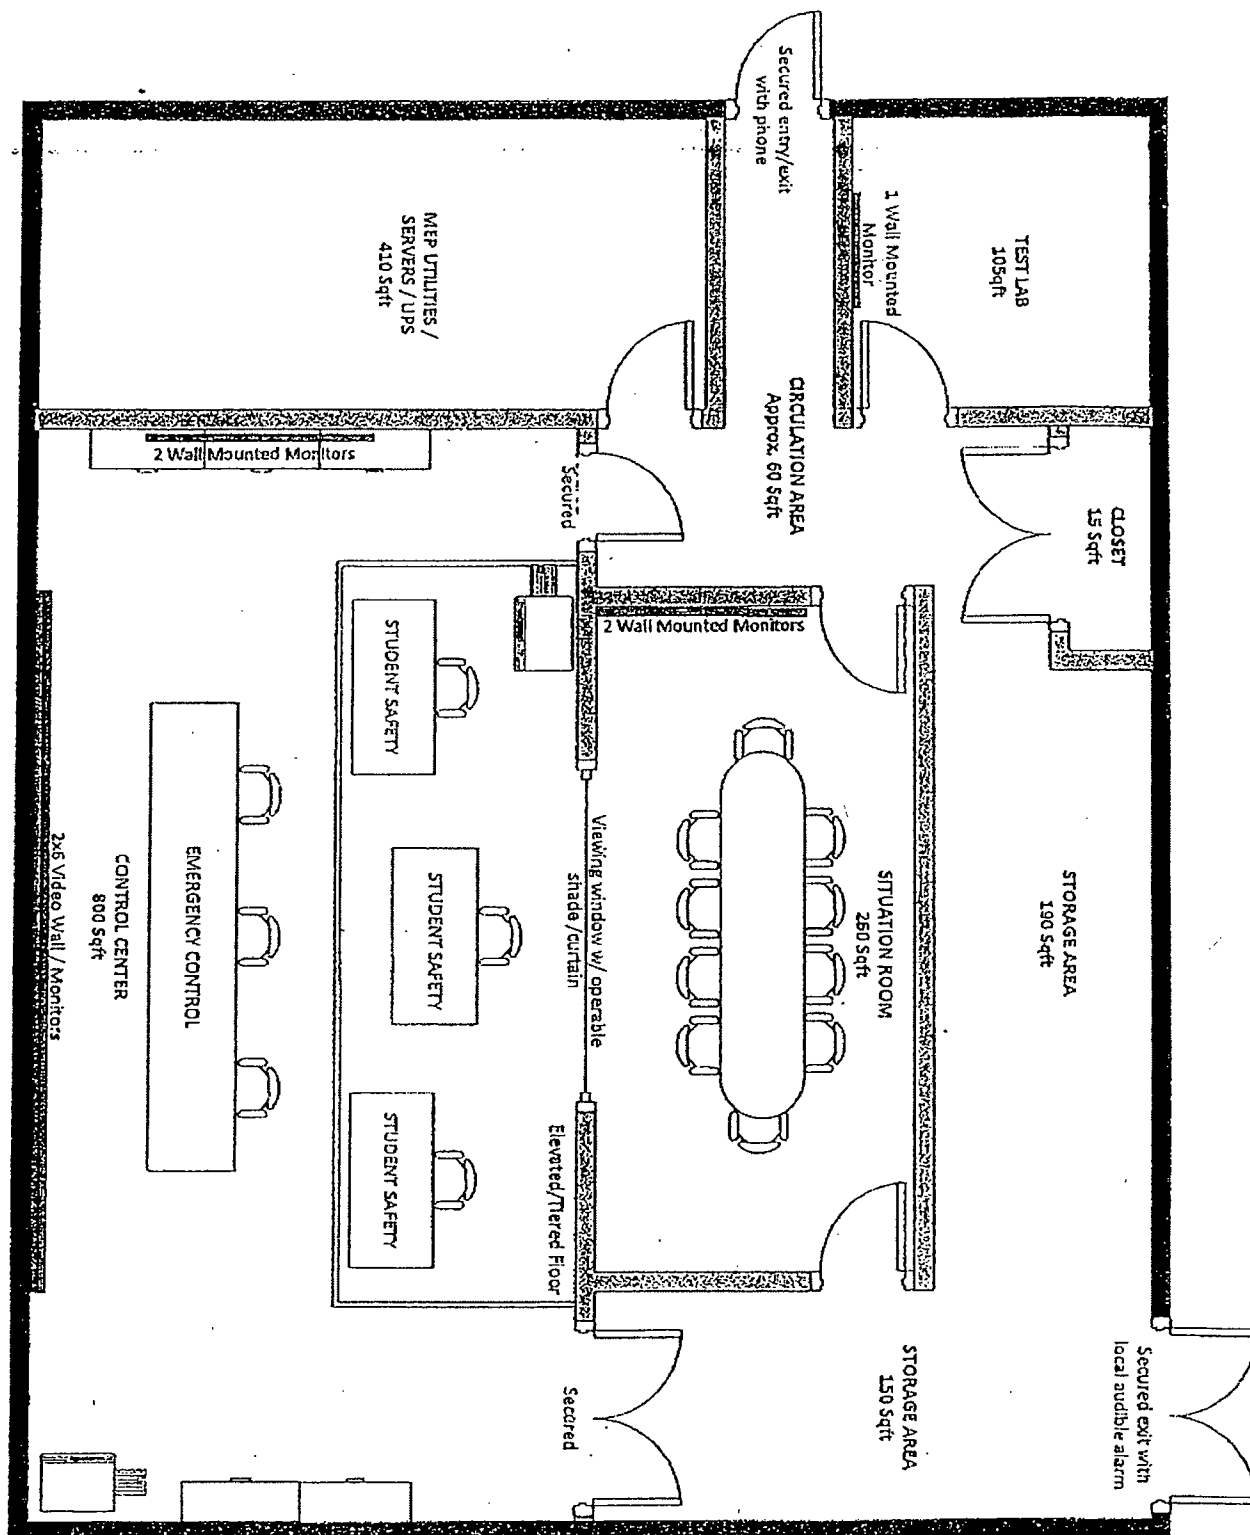 Secured entry/exit
with phone
1 Wall Mounted
Monitor
TEST LAB
105qft
MEP UTILITIES /
SERVERS / UPS
410 Sqft
CIRCULATION AREA
Approx. 60 Sqft
CLOSET
15 Sqft
2 Wall Mounted Monitors
Secured
2 Wall Mounted Monitors
STUDENT SAFETY
STUDENT SAFETY
STUDENT SAFETY
EMERGENCY CONTROL
CONTROL CENTER
800 Sqft
2x6 Video Wall / Monitors
Viewing window w/ operable
shade/curtain
SITUATION ROOM
260 Sqft
STORAGE AREA
190 Sqft
Elevated/Tiered Floor
Secured
STORAGE AREA
150 Sqft
Secured exit with
local audible alarm